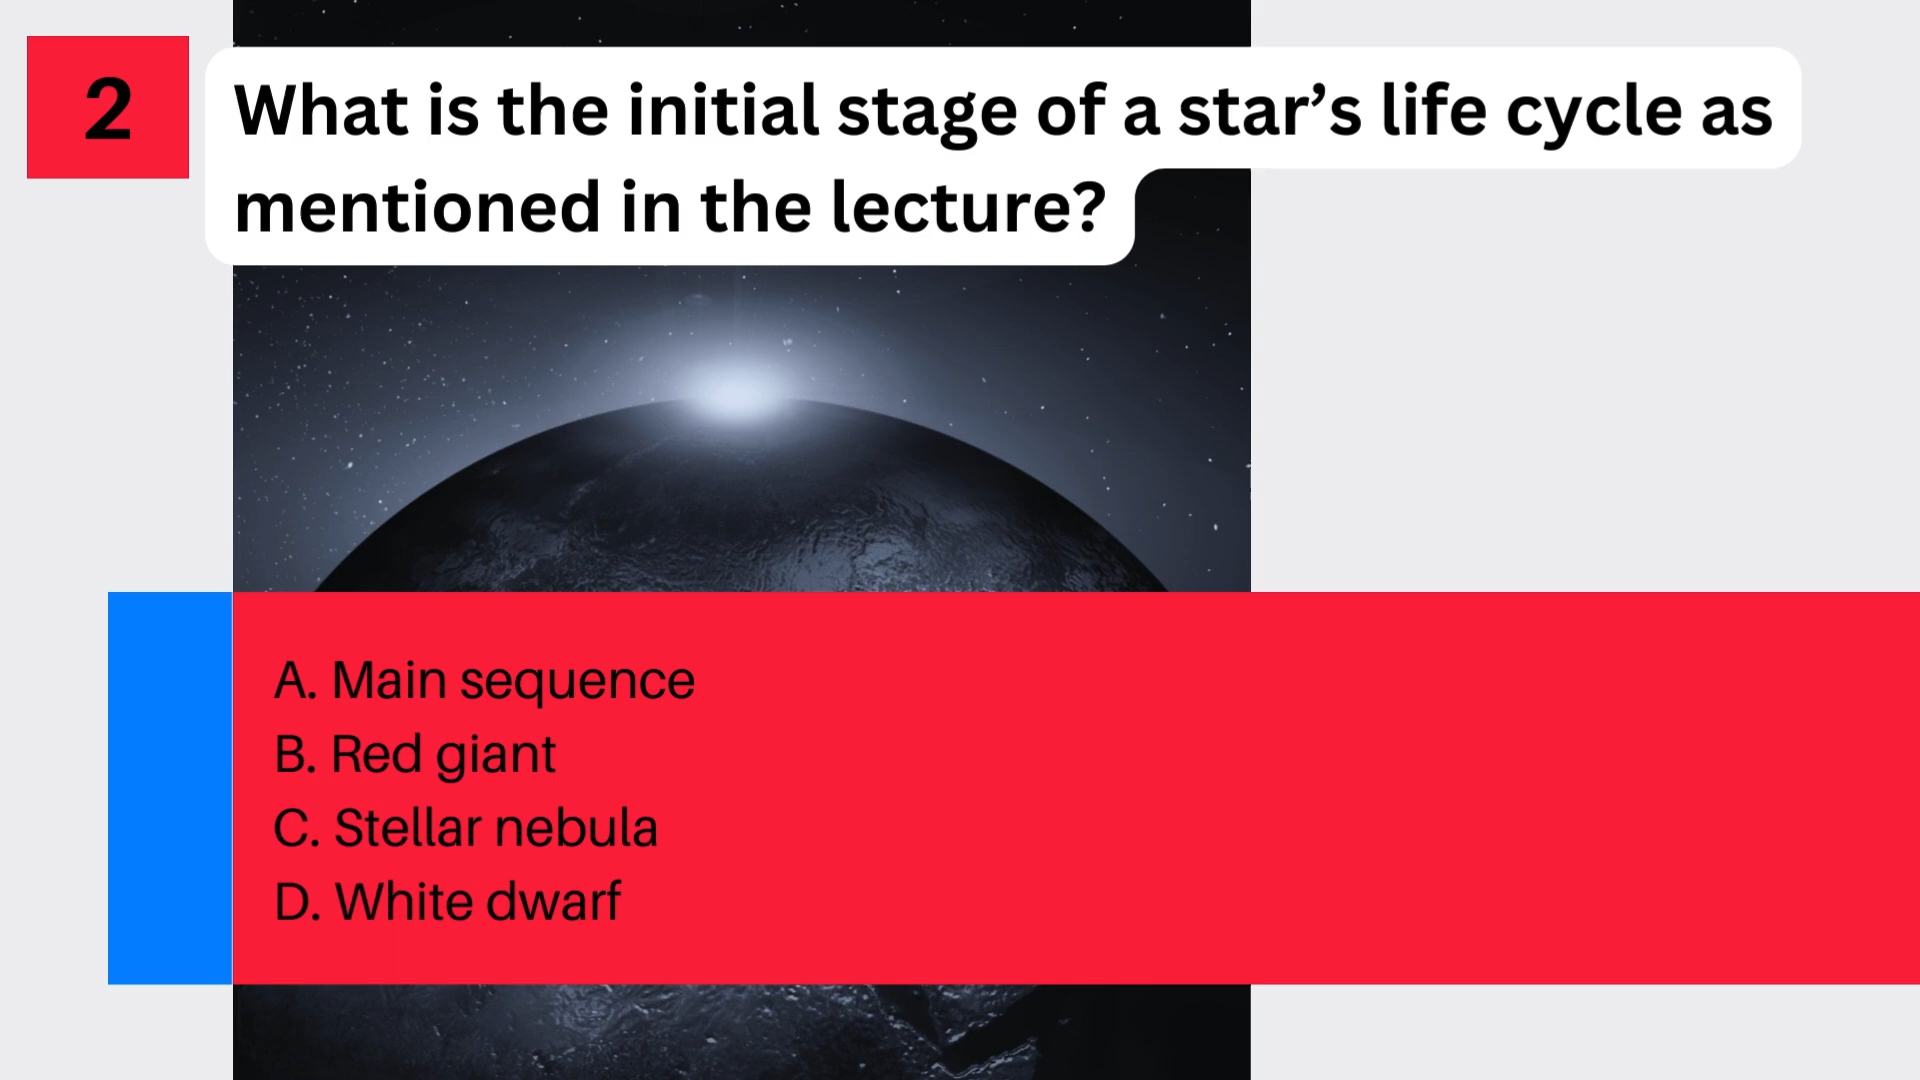 2
What is the initial stage of a star’s life cycle as
mentioned in the lecture?
A. Main sequence
B. Red giant
C. Stellar nebula
D. White dwarf